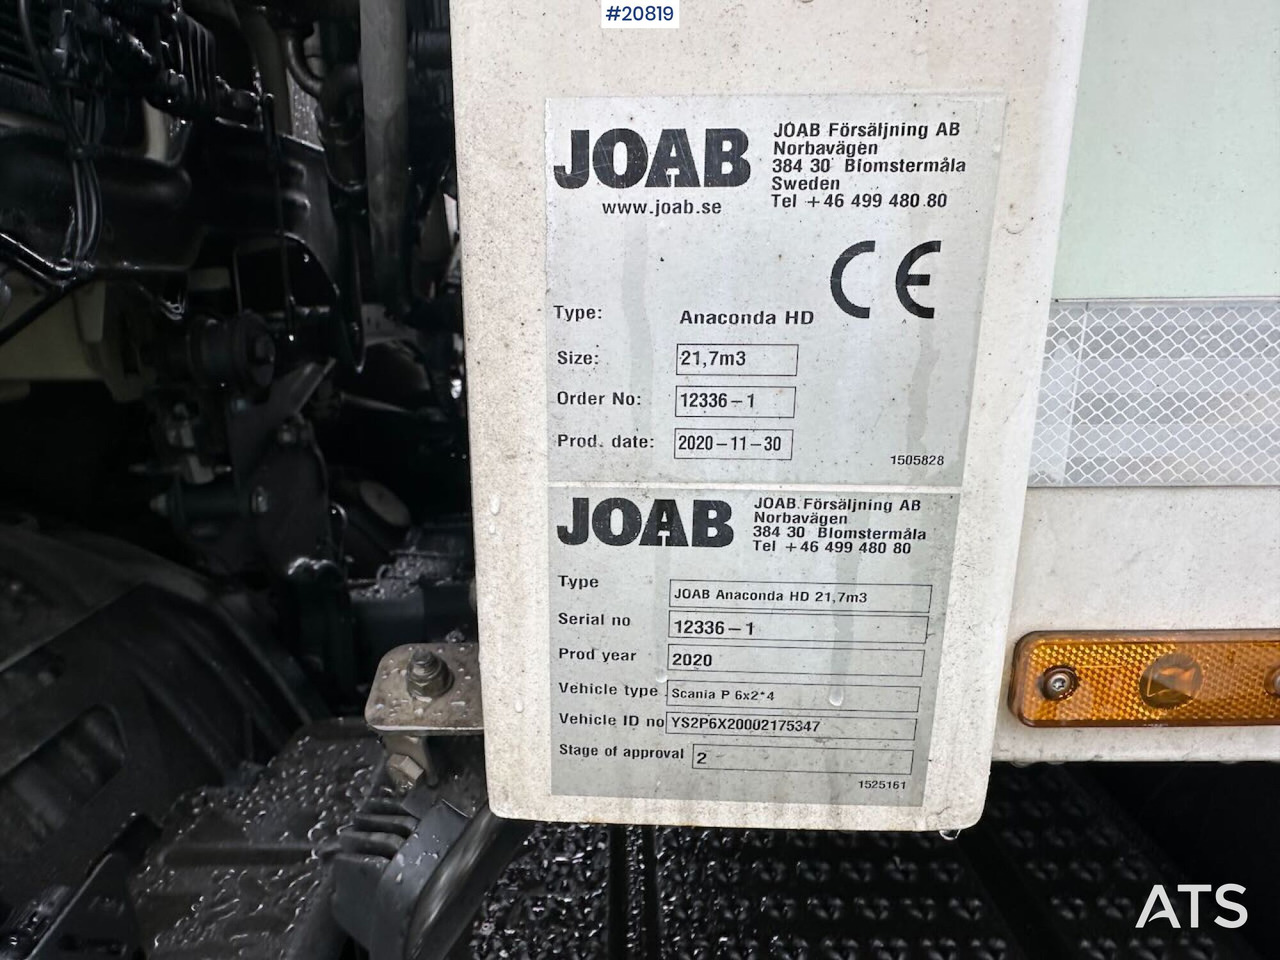 #20819
JOAB
www.joab.se
JOAB Försäljning AB
Norbavägen
384 30 Blomstermåla
Sweden
Tel +46 499 480 80
CE
Type: Anaconda HD
Size: 21,7m3
Order No: 12336-1
Prod. date: 2020-11-30
1505828
JOAB
JOAB Försäljning AB
Norbavägen
384 30 Blomstermåla
Tel +46 499 480 80
Type JOAB Anaconda HD 21,7m3
Serial no 12336-1
Prod year 2020
Vehicle type Scania P 6x2*4
Vehicle ID no YS2P6X20002175347
Stage of approval 2
1525161
ATS